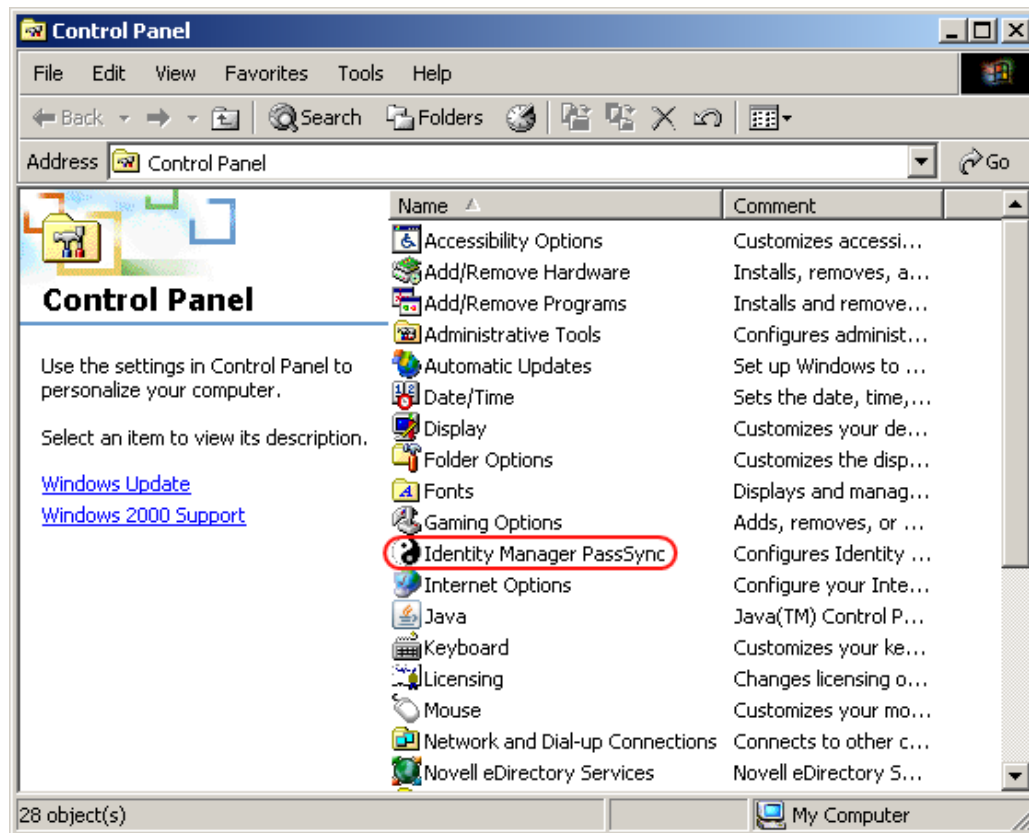 Control Panel
File Edit View Favorites Tools Help
Back Search Folders
Address Control Panel Go
Control Panel
Use the settings in Control Panel to
personalize your computer.
Select an item to view its description.
Windows Update
Windows 2000 Support
Name Comment
Accessibility Options Customizes accessi...
Add/Remove Hardware Installs, removes, a...
Add/Remove Programs Installs and remove...
Administrative Tools Configures administ...
Automatic Updates Set up Windows to ...
Date/Time Sets the date, time,...
Display Customizes your de...
Folder Options Customizes the disp...
Fonts Displays and manag...
Gaming Options Adds, removes, or ...
Identity Manager PassSync Configures Identity ...
Internet Options Configure your Inte...
Java Java(TM) Control P...
Keyboard Customizes your ke...
Licensing Changes licensing o...
Mouse Customizes your mo...
Network and Dial-up Connections Connects to other c...
Novell eDirectory Services Novell eDirectory S...
28 object(s) My Computer